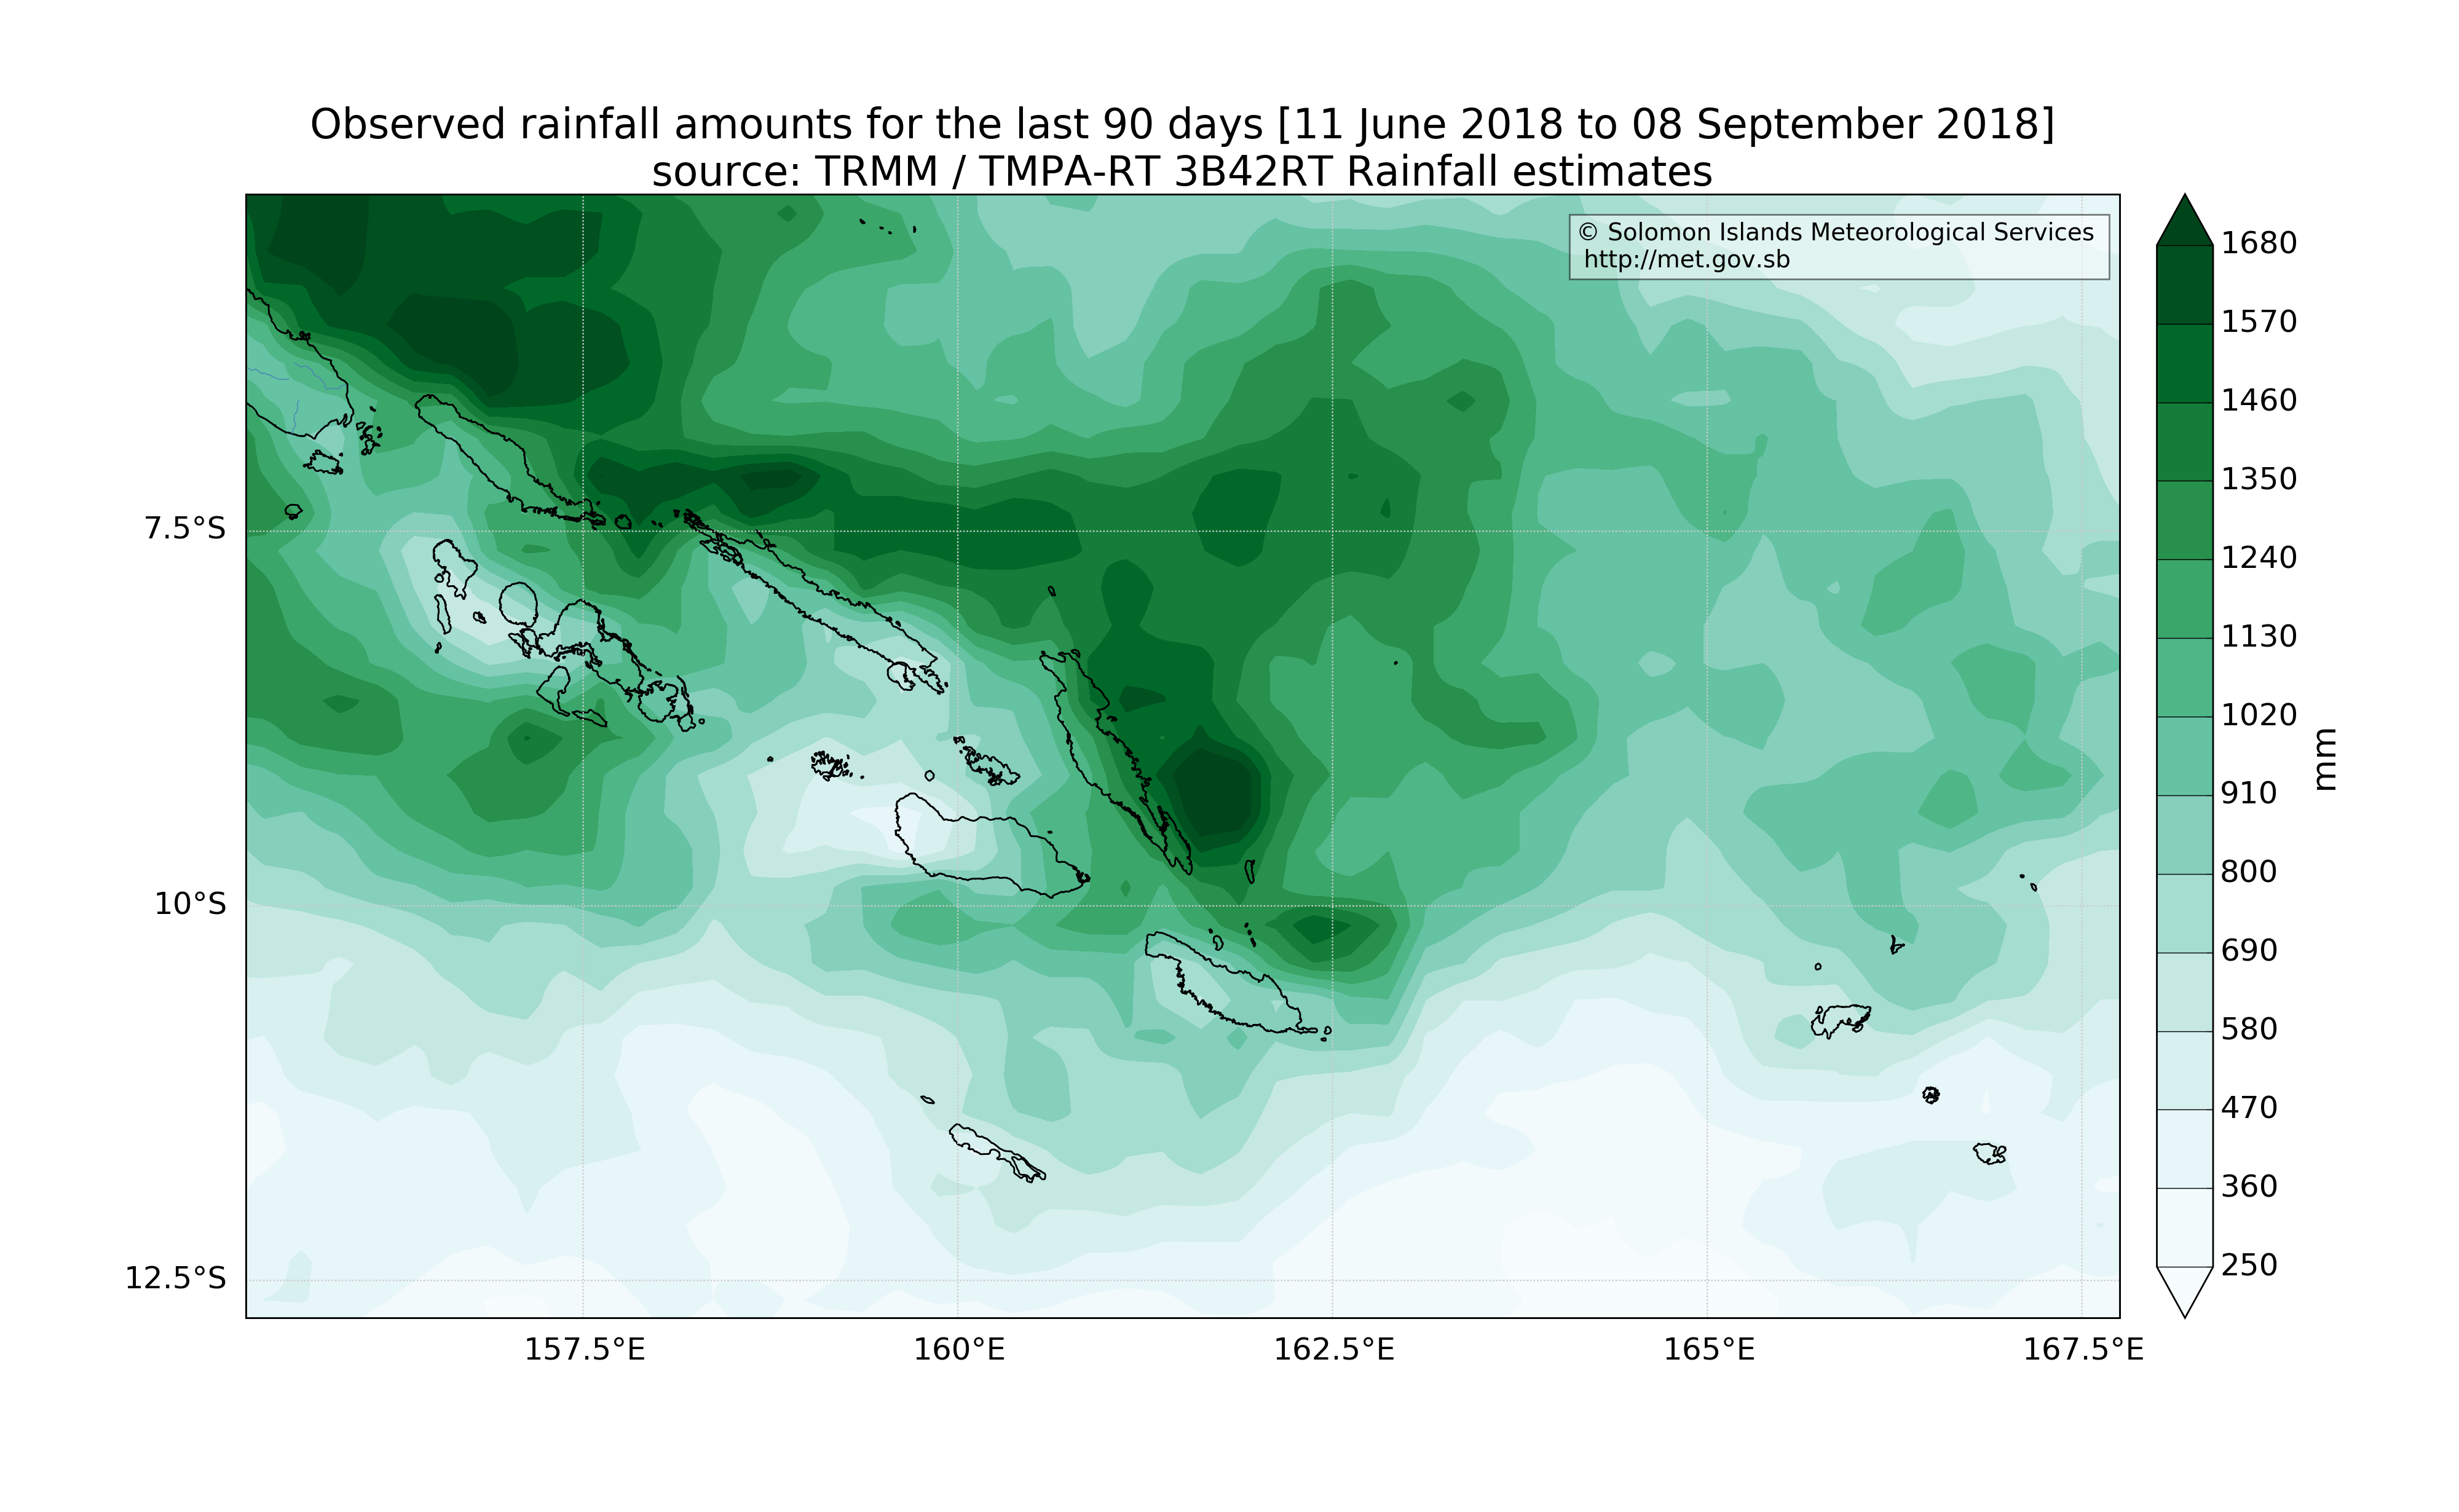 Observed rainfall amounts for the last 90 days [11 June 2018 to 08 September 2018]
source: TRMM / TMPA-RT 3B42RT Rainfall estimates
© Solomon Islands Meteorological Services
http://met.gov.sb
7.5°S
10°S
12.5°S
157.5°E
160°E
162.5°E
165°E
167.5°E
1680
1570
1460
1350
1240
1130
1020
910
800
690
580
470
360
250
mm